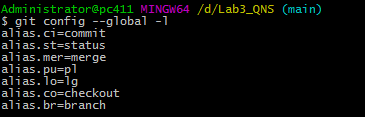 Administrator@pc411 MINGW64 /d/Lab3_QNS (main)
$ git config --global -l
alias.ci=commit
alias.st=status
alias.mer=merge
alias.pu=pl
alias.lo=lg
alias.co=checkout
alias.br=branch